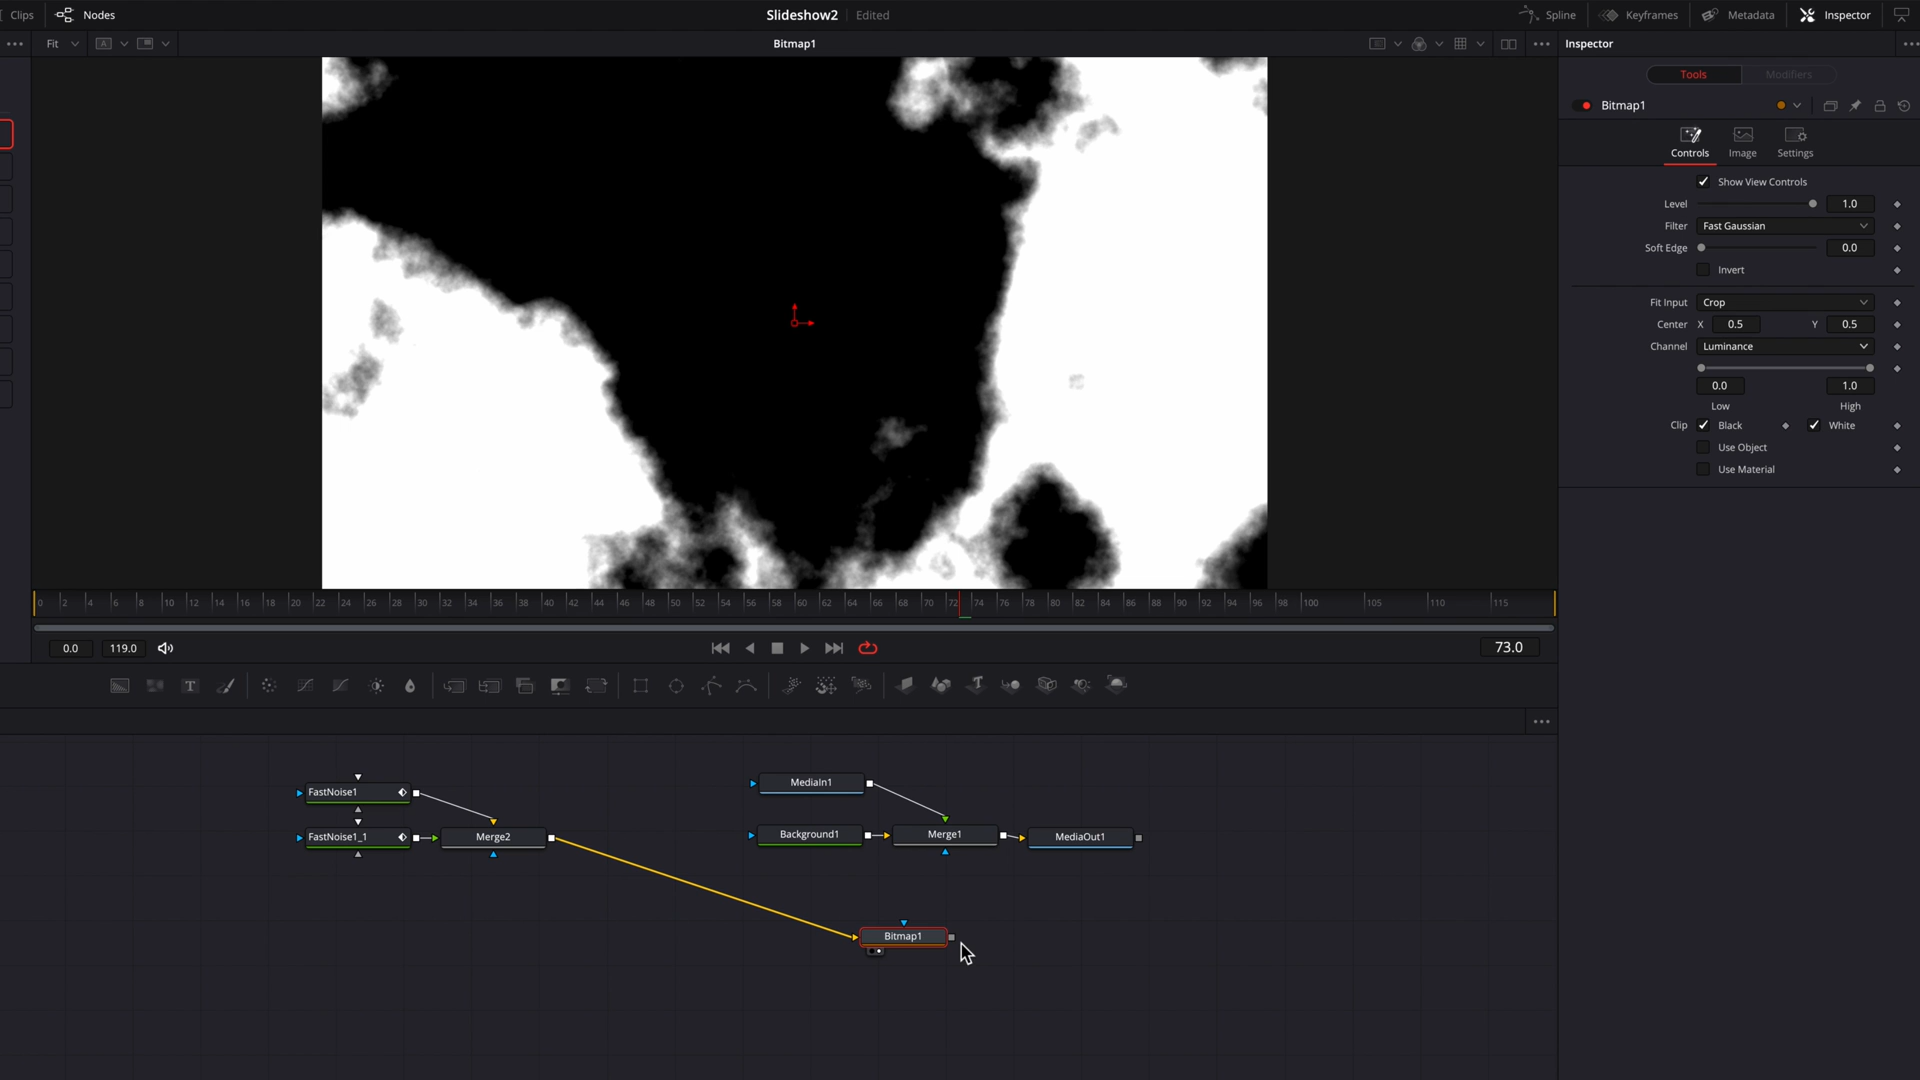 Clips Nodes Slideshow2 Edited Spline Keyframes Metadata Inspector
Fit A Bitmap1 Inspector
Tools Modifiers
Bitmap1
Controls Image Settings
Show View Controls
Level 1.0
Filter Fast Gaussian
Soft Edge 0.0
Invert
Fit Input Crop
Center X 0.5 Y 0.5
Channel Luminance
0.0 1.0
Low High
Clip Black White
Use Object
Use Material
0 2 4 6 8 10 12 14 16 18 20 22 24 26 28 30 32 34 36 38 40 42 44 46 48 50 52 54 56 58 60 62 64 66 68 70 72 74 76 78 80 82 84 86 88 90 92 94 96 98 100 105 110 115
0.0 119.0 73.0
T T
FastNoise1 MediaIn1
FastNoise1_1 Merge2 Background1 Merge1 MediaOut1
Bitmap1